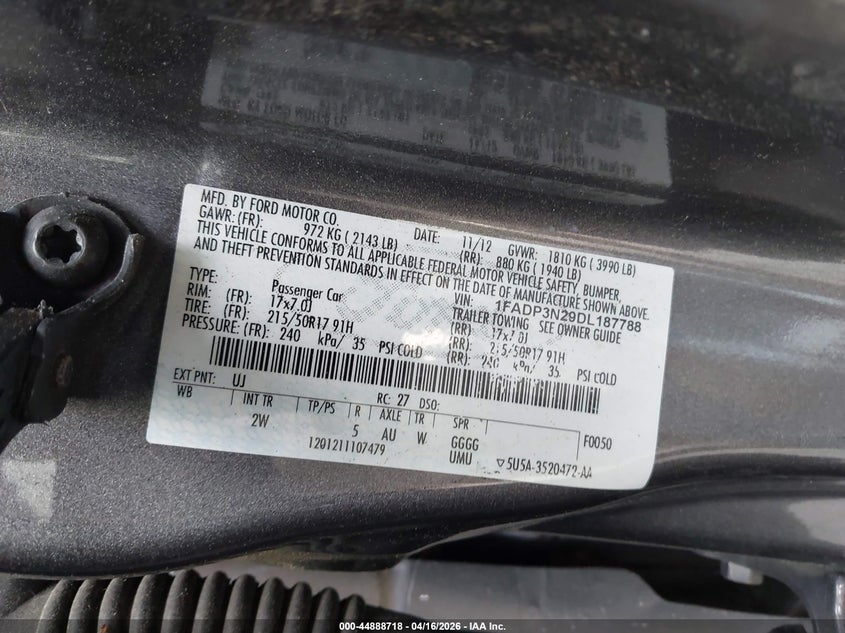 MFD. BY FORD MOTOR CO.
DATE: 11/12 GVWR: 1810 KG ( 3990 LB)
GAWR: (FR): 972 KG ( 2143 LB) (RR): 880 KG ( 1940 LB)
THIS VEHICLE CONFORMS TO ALL APPLICABLE FEDERAL MOTOR VEHICLE SAFETY, BUMPER,
AND THEFT PREVENTION STANDARDS IN EFFECT ON THE DATE OF MANUFACTURE SHOWN ABOVE.
VIN: 1FADP3N29DL187788
TYPE: Passenger Car TRAILER TOWING - SEE OWNER GUIDE
RIM: (FR): 17x7.0J (RR): 17x7.0J
TIRE: (FR): 215/50R17 91H (RR): 215/50R17 91H
PRESSURE: (FR): 240 kPa/ 35 PSI COLD (RR): 240 kPa/ 35 PSI COLD
EXT PNT: UJ RC: 27 DSO:
WB INT TR TP/PS R AXLE TR SPR
2W 5 AU W GGGG F0050
1201211107479 UMU ▽5U5A-3520472-AA
000-44888718 - 04/16/2026 - IAA Inc.